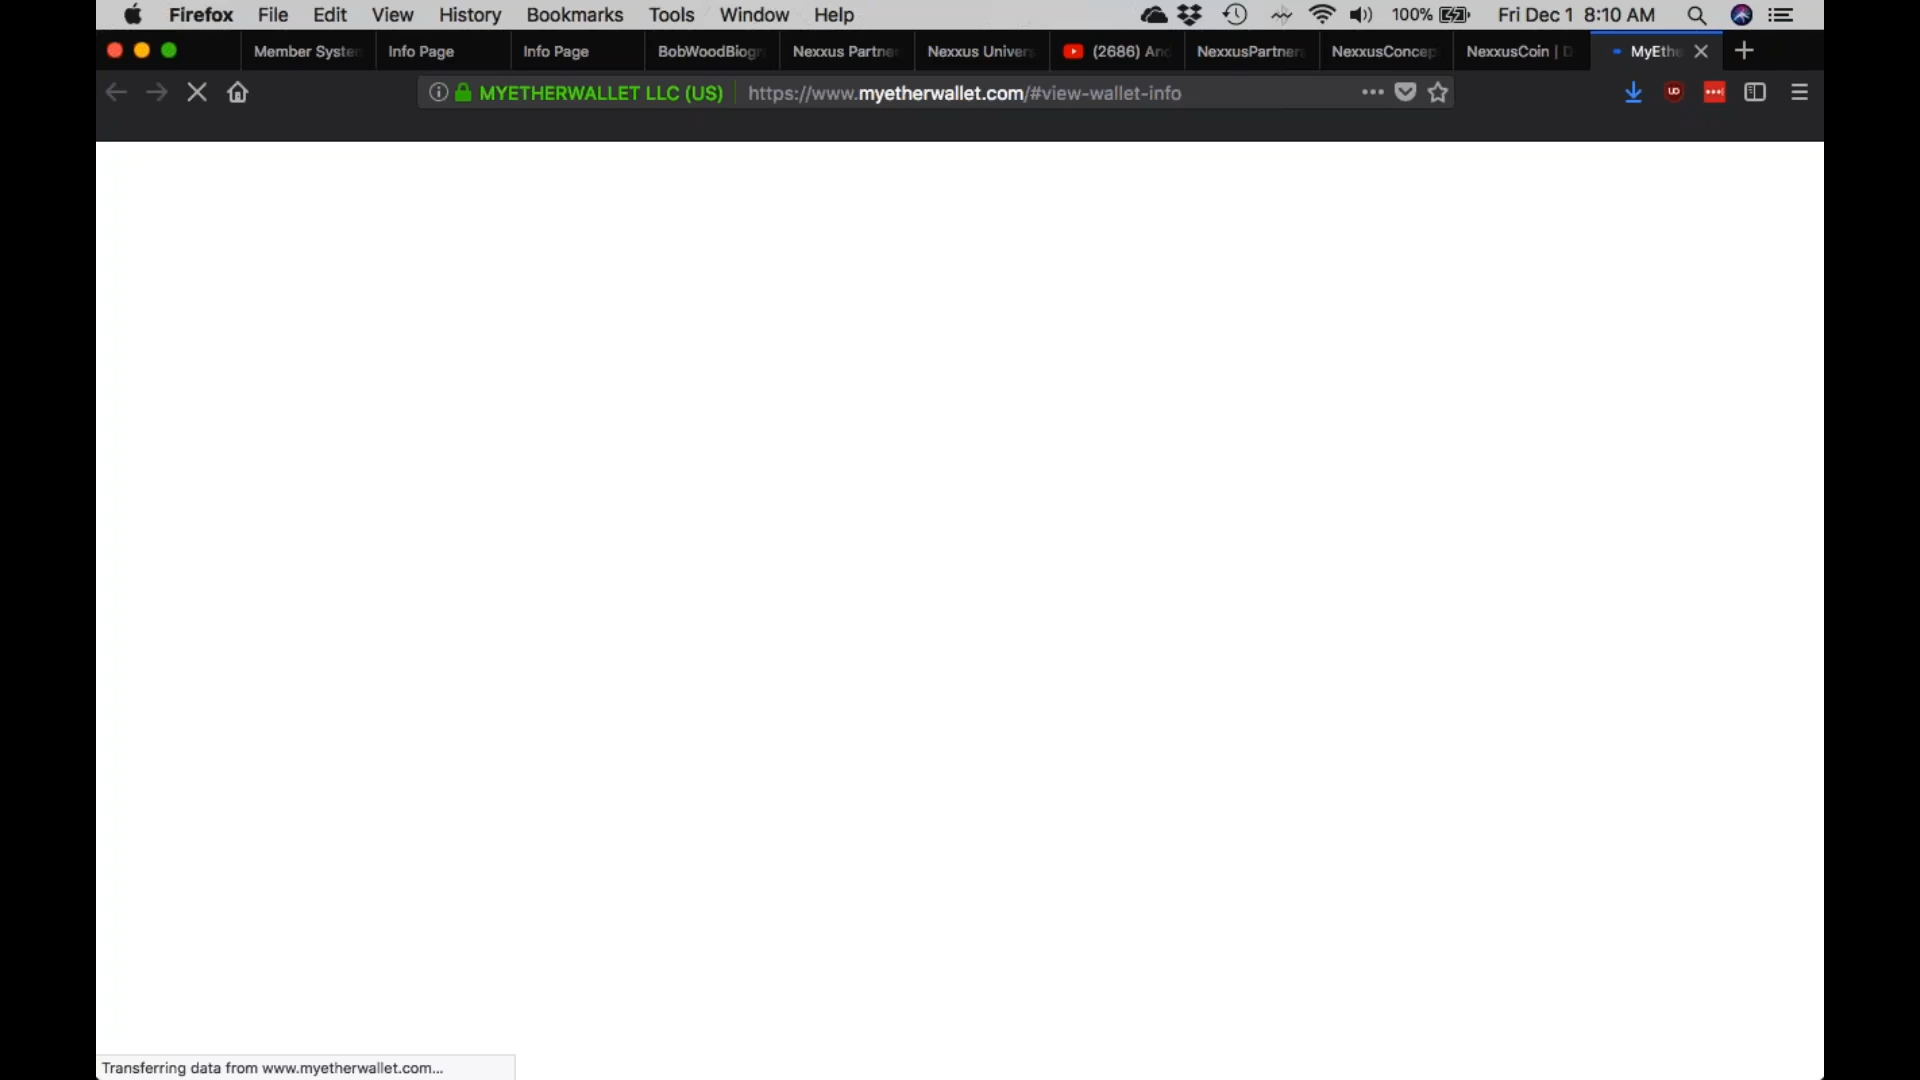 Firefox File Edit View History Bookmarks Tools Window Help 100% Fri Dec 1 8:10 AM
Member Syste Info Page Info Page BobWoodBiogr Nexxus Partne Nexxus Univer (2686) An NexxusPartner NexxusConcep NexxusCoin | D MyEthe
MYETHERWALLET LLC (US) https://www.myetherwallet.com/#view-wallet-info
Transferring data from www.myetherwallet.com...